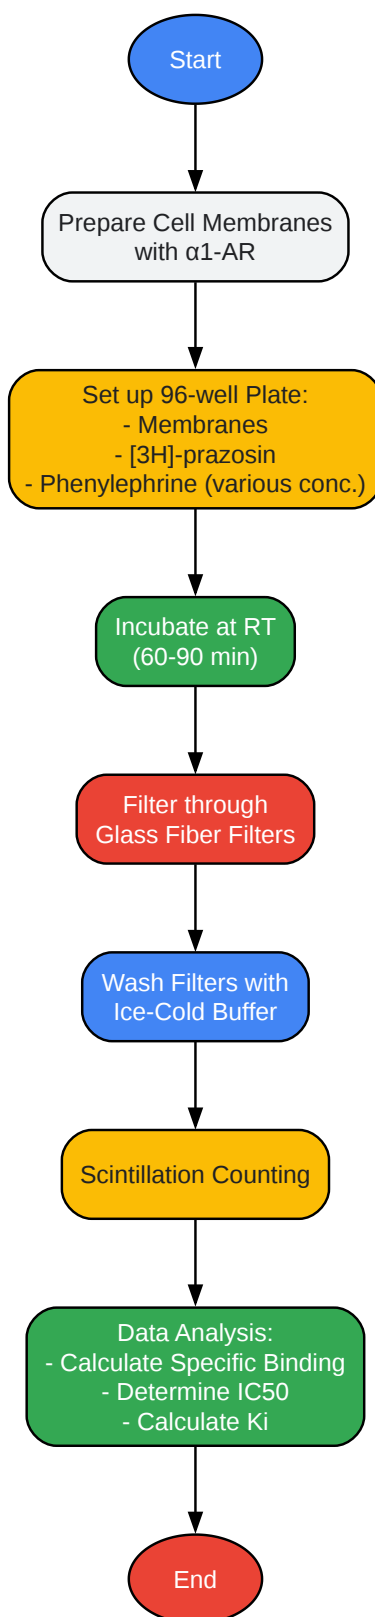 Start
Prepare Cell Membranes
with α1-AR
Set up 96-well Plate:
- Membranes
- [3H]-prazosin
- Phenylephrine (various conc.)
Incubate at RT
(60-90 min)
Filter through
Glass Fiber Filters
Wash Filters with
Ice-Cold Buffer
Scintillation Counting
Data Analysis:
- Calculate Specific Binding
- Determine IC50
- Calculate Ki
End